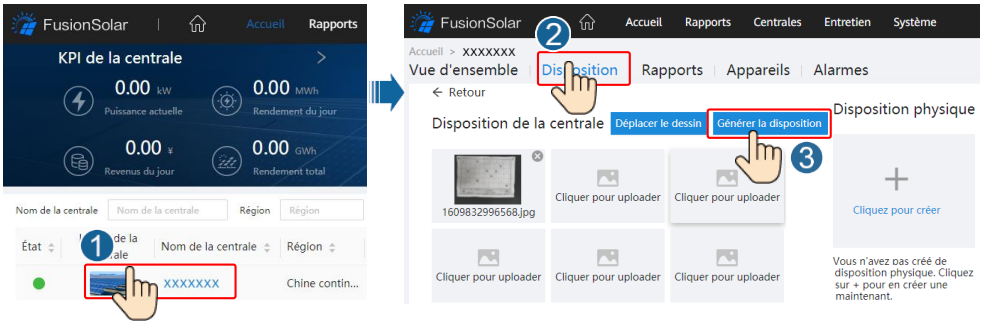 FusionSolar
Accueil
Rapports
KPI de la centrale
0.00 kW
Puissance actuelle
0.00 MWh
Rendement du jour
0.00 ¥
Revenus du jour
0.00 GWh
Rendement total
Nom de la centrale
Nom de la centrale
Région
Région
État
de la
ale
Nom de la centrale
Région
1
XXXXXXX
Chine contin...
FusionSolar
Accueil
Rapports
Centrales
Entretien
Système
2
Accueil > XXXXXXX
Vue d'ensemble
Disposition
Rapports
Appareils
Alarmes
← Retour
Disposition de la centrale
Déplacer le dessin
Générer la disposition
3
1609832996568.jpg
Cliquer pour uploader
Cliquer pour uploader
Cliquer pour uploader
Cliquer pour uploader
Cliquer pour uploader
Disposition physique
Cliquez pour créer
Vous n'avez pas créé de
disposition physique. Cliquez
sur + pour en créer une
maintenant.